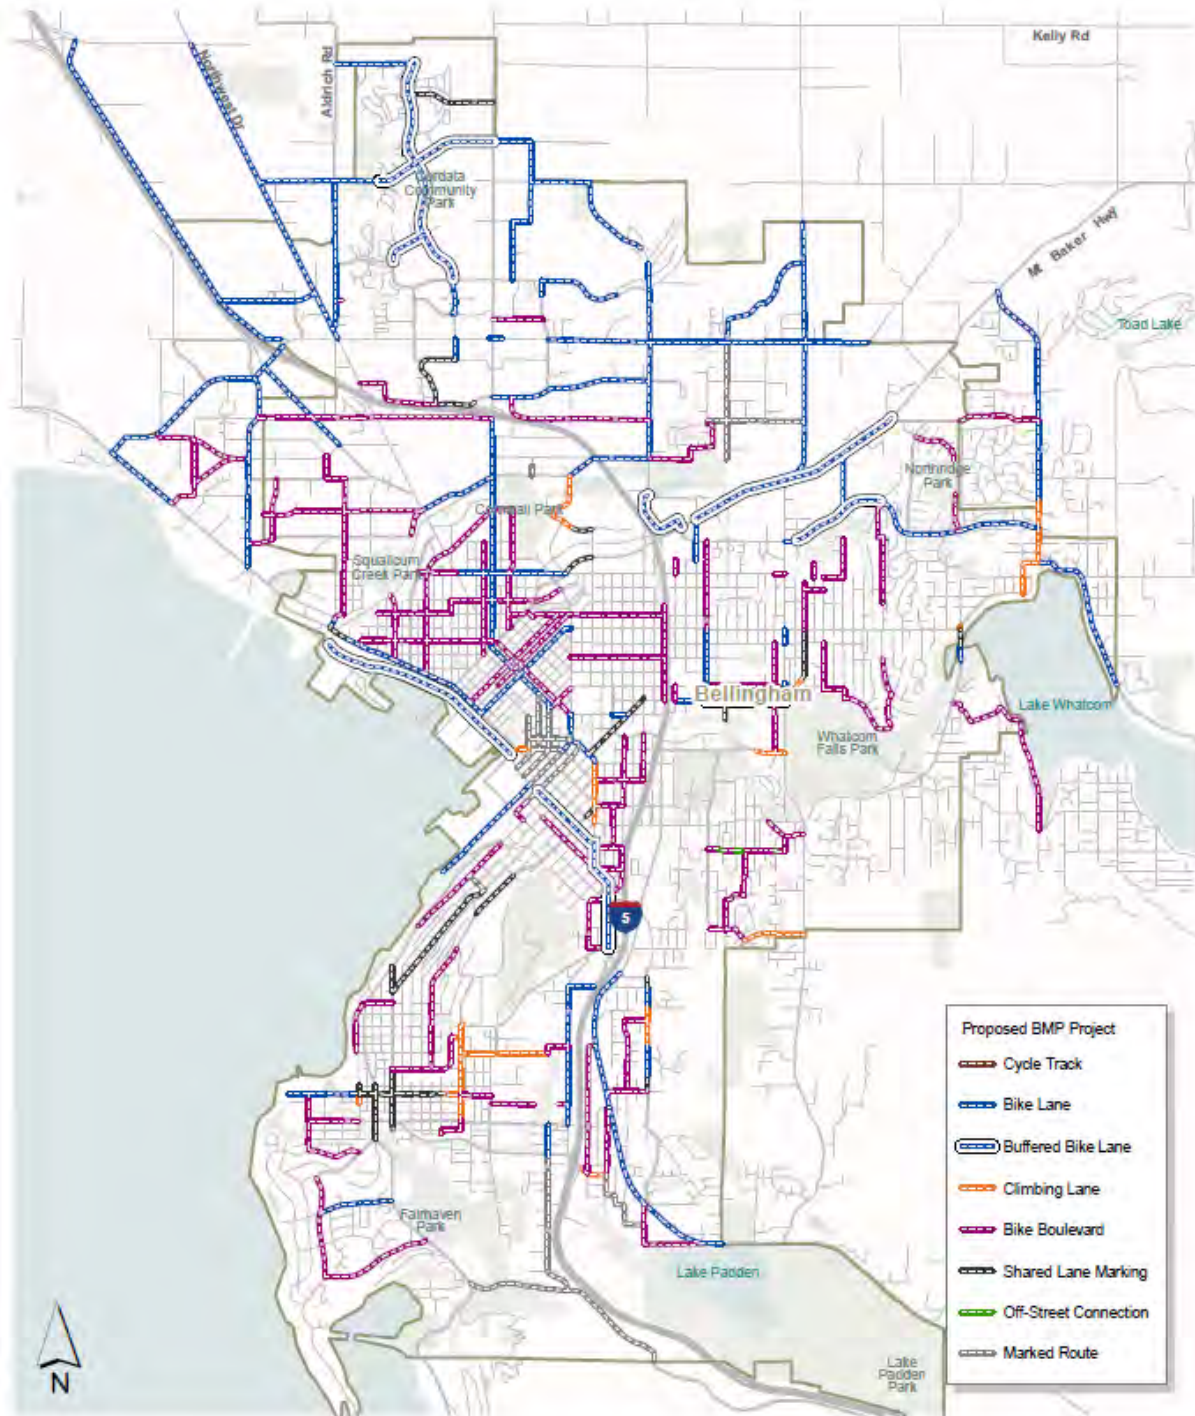 Kelly Rd
Northwest Dr
Aldrich Rd
Cordata
Community
Park
Mt Baker Hwy
Toad Lake
Northridge
Park
Cornwall Park
Squalicum
Creek Park
Bellingham
Lake Whatcom
Whatcom
Falls Park
5
Fairhaven
Park
Lake Padden
Lake
Padden
Park
N
Proposed BMP Project
Cycle Track
Bike Lane
Buffered Bike Lane
Climbing Lane
Bike Boulevard
Shared Lane Marking
Off-Street Connection
Marked Route